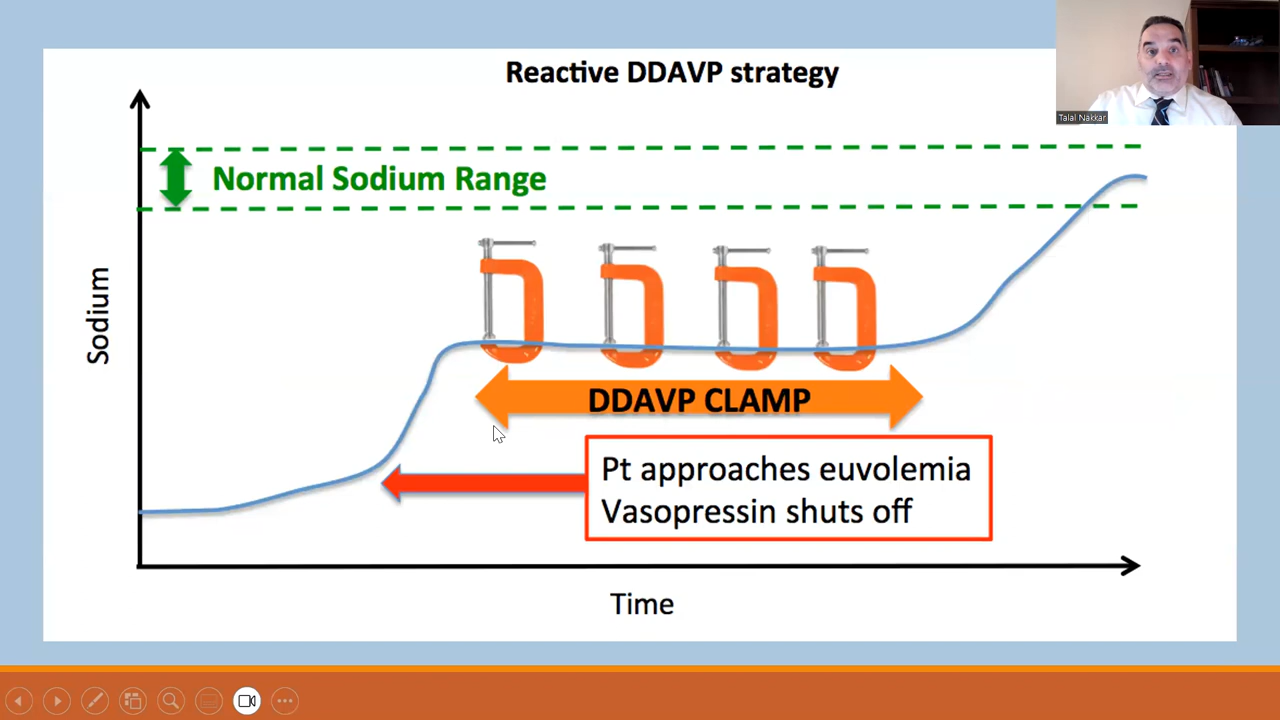 Reactive DDAVP strategy
Talal Nakkar
Normal Sodium Range
Sodium
DDAVP CLAMP
Pt approaches euvolemia
Vasopressin shuts off
Time